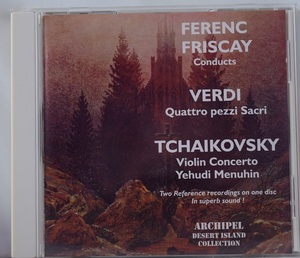 FERENC
FRISCAY
Conducts
VERDI
Quattro pezzi Sacri
TCHAIKOVSKY
Violin Concerto
Yehudi Menuhin
Two Reference recordings on one disc
In superb sound !
ARCHIPEL
DESERT ISLAND
COLLECTION